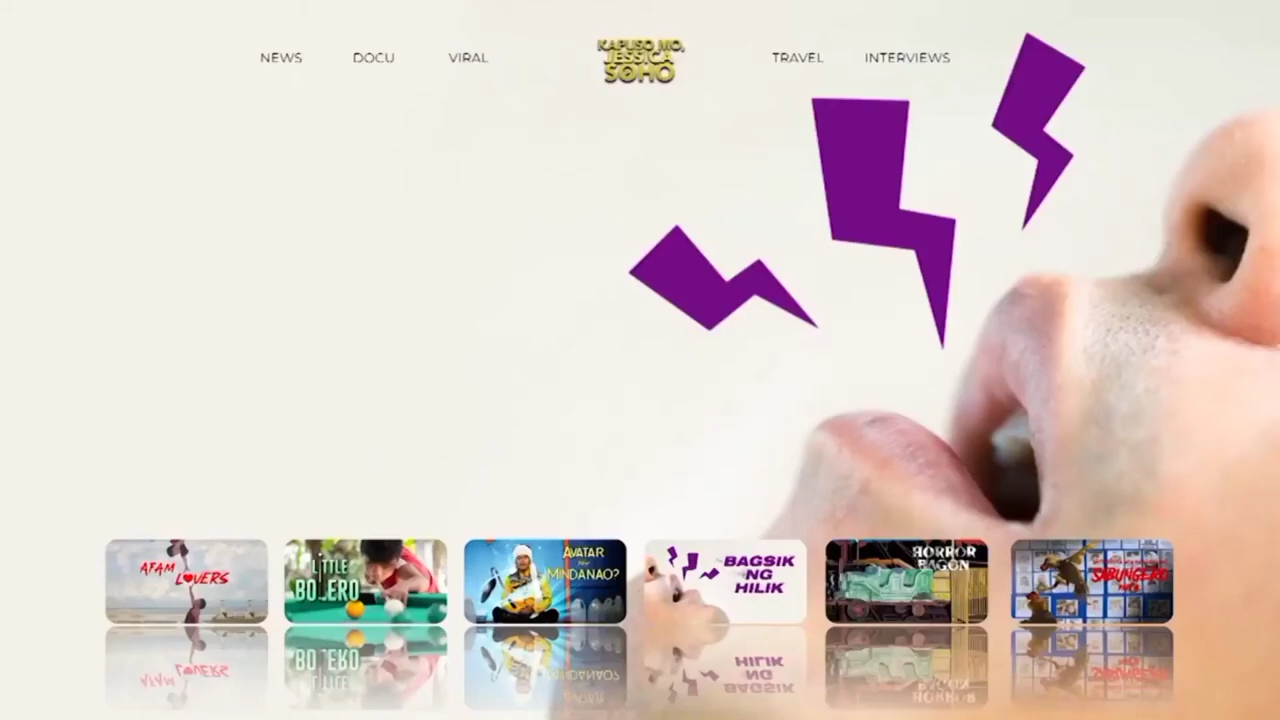 NEWS
DOCU
VIRAL
KAPUSO MO,
JESSICA
SOHO
TRAVEL
INTERVIEWS
AFAM
LOVERS
LITTLE
BOLERO
AVATAR
NG
MINDANAO?
BAGSIK
NG
HILIK
HORROR
BAGON
SABUNGERO